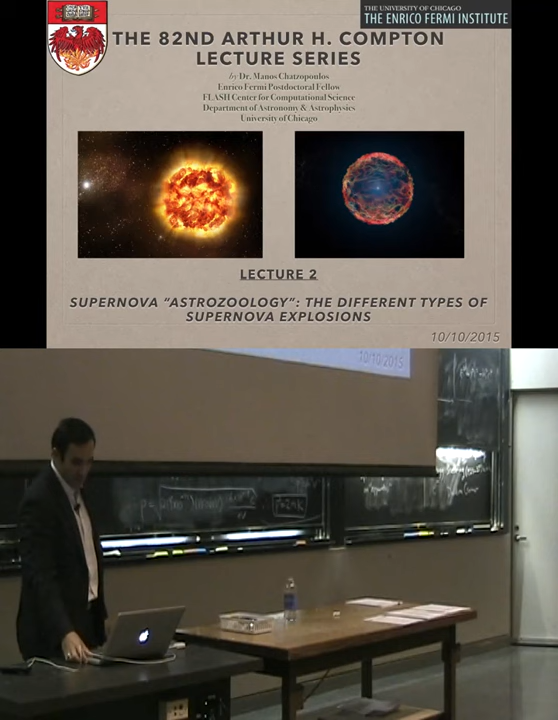 THE UNIVERSITY OF CHICAGO
THE ENRICO FERMI INSTITUTE
THE 82ND ARTHUR H. COMPTON
LECTURE SERIES
by Dr. Manos Chatzopoulos
Enrico Fermi Postdoctoral Fellow
FLASH Center for Computational Science
Department of Astronomy & Astrophysics
University of Chicago
LECTURE 2
SUPERNOVA “ASTROZOOLOGY”: THE DIFFERENT TYPES OF
SUPERNOVA EXPLOSIONS
10/10/2015
10/10/2015